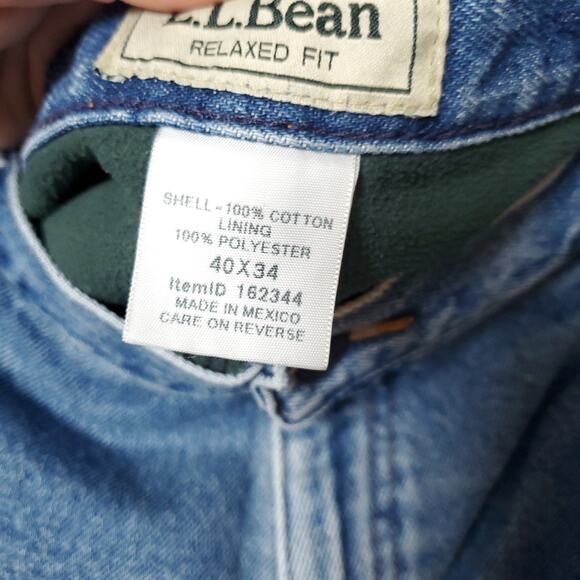 L.L.Bean
RELAXED FIT
SHELL-100% COTTON
LINING
100% POLYESTER
40X34
ItemID 162344
MADE IN MEXICO
CARE ON REVERSE